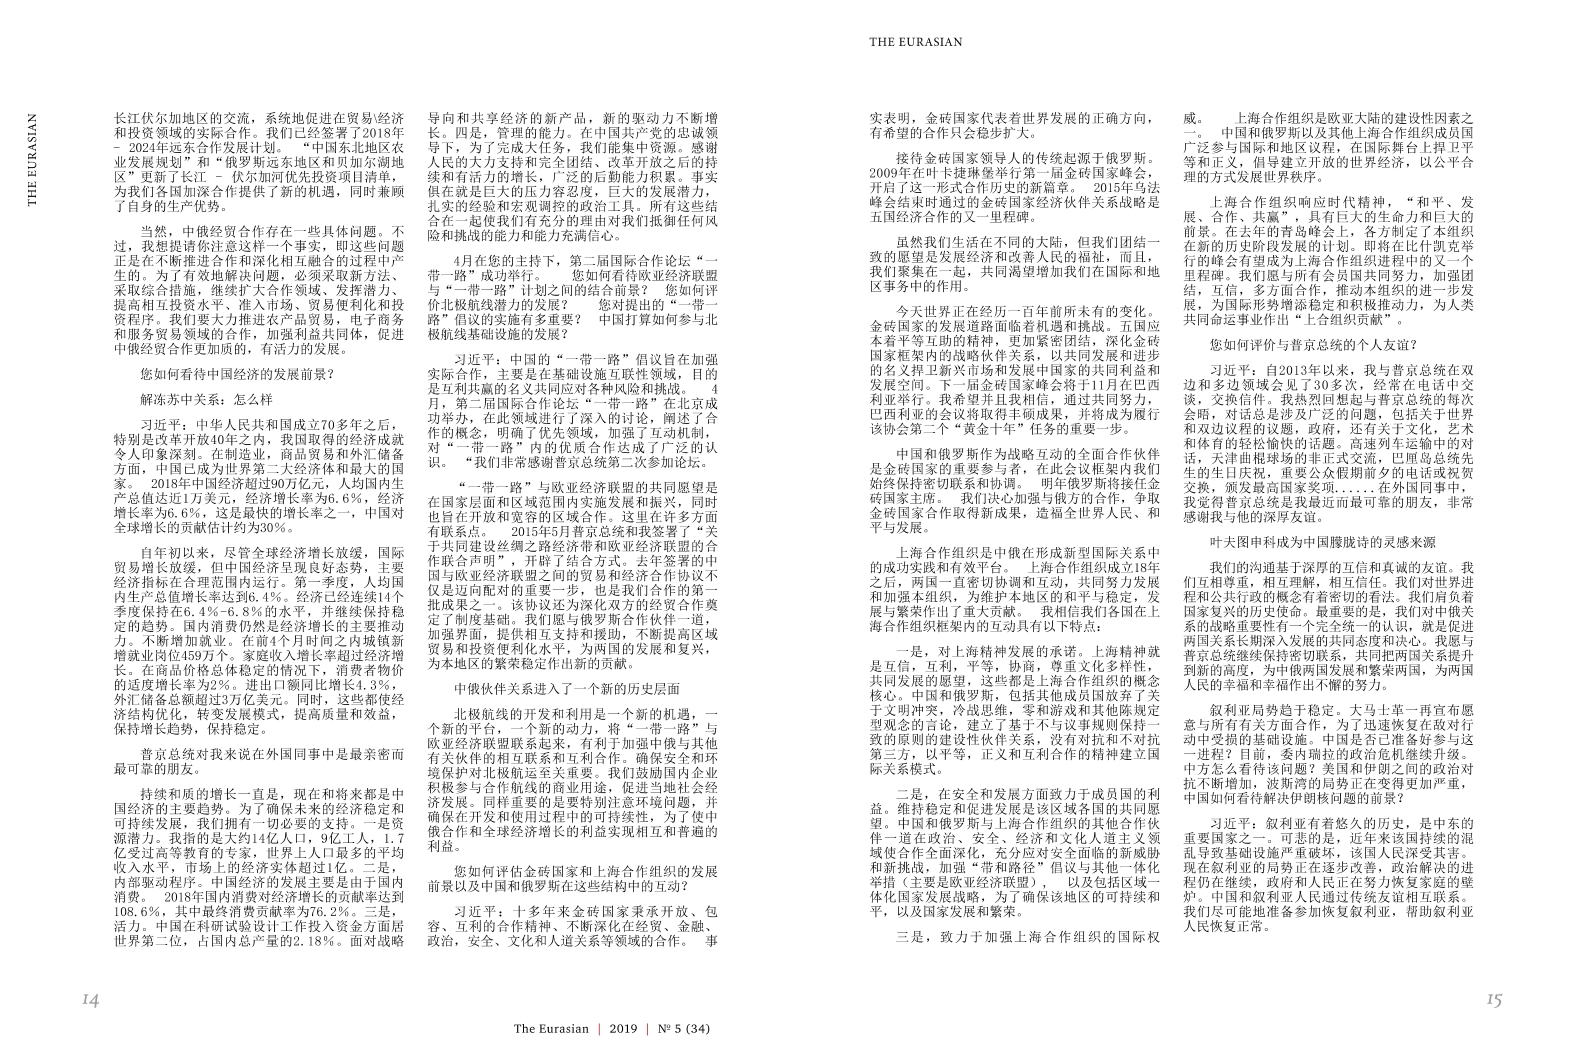 THE EURASIAN
长江伏尔加地区的交流，系统地促进在贸易\经济
和投资领域的实际合作。我们已经签署了2018年
– 2024年远东合作发展计划。 “中国东北地区农
业发展规划”和“俄罗斯远东地区和贝加尔湖地
区”更新了长江 – 伏尔加河优先投资项目清单，
为我们各国加深合作提供了新的机遇，同时兼顾
了自身的生产优势。
当然，中俄经贸合作存在一些具体问题。不
过，我想提请你注意这样一个事实，即这些问题
正是在不断推进合作和深化相互融合的过程中产
生的。为了有效地解决问题，必须采取新方法、
采取综合措施，继续扩大合作领域、发挥潜力、
提高相互投资水平、准入市场、贸易便利化和投
资程序。我们要大力推进农产品贸易，电子商务
和服务贸易领域的合作，加强利益共同体，促进
中俄经贸合作更加质的，有活力的发展。
您如何看待中国经济的发展前景？
解冻苏中关系：怎么样
习近平：中华人民共和国成立70多年之后，
特别是改革开放40年之内，我国取得的经济成就
令人印象深刻。在制造业，商品贸易和外汇储备
方面，中国已成为世界第二大经济体和最大的国
家。 2018年中国经济超过90万亿元，人均国内生
产总值达近1万美元，经济增长率为6.6%，经济
增长率为6.6%，这是最快的增长率之一，中国对
全球增长的贡献估计约为30%。
自年初以来，尽管全球经济增长放缓，国际
贸易增长放缓，但中国经济呈现良好态势，主要
经济指标在合理范围内运行。第一季度，人均国
内生产总值增长率达到6.4%。经济已经连续14个
季度保持在6.4%-6.8%的水平，并继续保持稳
定的趋势。国内消费仍然是经济增长的主要推动
力。不断增加就业。在前4个月时间之内城镇新
增就业岗位459万个。家庭收入增长率超过经济增
长。在商品价格总体稳定的情况下，消费者物价
的适度增长率为2%。进出口额同比增长4.3%，
外汇储备总额超过3万亿美元。同时，这些都使经
济结构优化，转变发展模式，提高质量和效益，
保持增长趋势，保持稳定。
普京总统对我来说在外国同事中是最亲密而
最可靠的朋友。
持续和质的增长一直是，现在和将来都是中
国经济的主要趋势。为了确保未来的经济稳定和
可持续发展，我们拥有一切必要的支持。一是资
源潜力。我指的是大约14亿人口，9亿工人，1.7
亿受过高等教育的专家，世界上人口最多的平均
收入水平，市场上的经济实体超过1亿。二是，
内部驱动程序。中国经济的发展主要是由于国内
消费。 2018年国内消费对经济增长的贡献率达到
108.6%，其中最终消费贡献率为76.2%。三是，
活力。中国在科研试验设计工作投入资金方面居
世界第二位，占国内总产量的2.18%。面对战略
导向和共享经济的新产品，新的驱动力不断增
长。四是，管理的能力。在中国共产党的忠诚领
导下，为了完成大任务，我们能集中资源。感谢
人民的大力支持和完全团结、改革开放之后的持
续和有活力的增长，广泛的后勤能力积累。事实
俱在就是巨大的压力容忍度，巨大的发展潜力，
扎实的经验和宏观调控的政治工具。所有这些结
合在一起使我们有充分的理由对我们抵御任何风
险和挑战的能力和能力充满信心。
4月在您的主持下，第二届国际合作论坛“一
带一路”成功举行。 您如何看待欧亚经济联盟
与“一带一路”计划之间的结合前景？ 您如何评
价北极航线潜力的发展？ 您对提出的“一带一
路”倡议的实施有多重要？ 中国打算如何参与北
极航线基础设施的发展？
习近平：中国的“一带一路”倡议旨在加强
实际合作，主要是在基础设施互联性领域，目的
是互利共赢的名义共同应对各种风险和挑战。 4
月，第二届国际合作论坛“一带一路”在北京成
功举办，在此领域进行了深入的讨论，阐述了合
作的概念，明确了优先领域，加强了互动机制，
对“一带一路”内的优质合作达成了广泛的认
识。 “我们非常感谢普京总统第二次参加论坛。
“一带一路”与欧亚经济联盟的共同愿望是
在国家层面和区域范围内实施发展和振兴，同时
也旨在开放和宽容的区域合作。这里在许多方面
有联系点。 2015年5月普京总统和我签署了“关
于共同建设丝绸之路经济带和欧亚经济联盟的合
作联合声明”，开辟了结合方式。去年签署的中
国与欧亚经济联盟之间的贸易和经济合作协议不
仅是迈向配对的重要一步，也是我们合作的第一
批成果之一。该协议还为深化双方的经贸合作奠
定了制度基础。我们愿与俄罗斯合作伙伴一道，
加强界面，提供相互支持和援助，不断提高区域
贸易和投资便利化水平，为两国的发展和复兴，
为本地区的繁荣稳定作出新的贡献。
中俄伙伴关系进入了一个新的历史层面
北极航线的开发和利用是一个新的机遇，一
个新的平台，一个新的动力，将“一带一路”与
欧亚经济联盟联系起来，有利于加强中俄与其他
有关伙伴的相互联系和互利合作。确保安全和环
境保护对北极航运至关重要。我们鼓励国内企业
积极参与合作航线的商业用途，促进当地社会经
济发展。同样重要的是要特别注意环境问题，并
确保在开发和使用过程中的可持续性，为了使中
俄合作和全球经济增长的利益实现相互和普遍的
利益。
您如何评估金砖国家和上海合作组织的发展
前景以及中国和俄罗斯在这些结构中的互动？
习近平：十多年来金砖国家秉承开放、包
容、互利的合作精神、不断深化在经贸、金融、
政治，安全、文化和人道关系等领域的合作。 事
14
The Eurasian | 2019 | № 5 (34)
THE EURASIAN
实表明，金砖国家代表着世界发展的正确方向，
有希望的合作只会稳步扩大。
接待金砖国家领导人的传统起源于俄罗斯。
2009年在叶卡捷琳堡举行第一届金砖国家峰会，
开启了这一形式合作历史的新篇章。 2015年乌法
峰会结束时通过的金砖国家经济伙伴关系战略是
五国经济合作的又一里程碑。
虽然我们生活在不同的大陆，但我们团结一
致的愿望是发展经济和改善人民的福祉，而且，
我们聚集在一起，共同渴望增加我们在国际和地
区事务中的作用。
今天世界正在经历一百年前所未有的变化。
金砖国家的发展道路面临着机遇和挑战。五国应
本着平等互助的精神，更加紧密团结，深化金砖
国家框架内的战略伙伴关系，以共同发展和进步
的名义捍卫新兴市场和发展中国家的共同利益和
发展空间。下一届金砖国家峰会将于11月在巴西
利亚举行。我希望并且我相信，通过共同努力，
巴西利亚的会议将取得丰硕成果，并将成为履行
该协会第二个“黄金十年”任务的重要一步。
中国和俄罗斯作为战略互动的全面合作伙伴
是金砖国家的重要参与者，在此会议框架内我们
始终保持密切联系和协调。 明年俄罗斯将接任金
砖国家主席。 我们决心加强与俄方的合作，争取
金砖国家合作取得新成果，造福全世界人民、和
平与发展。
上海合作组织是中俄在形成新型国际关系中
的成功实践和有效平台。 上海合作组织成立18年
之后，两国一直密切协调和互动，共同努力发展
和加强本组织，为维护本地区的和平与稳定，发
展与繁荣作出了重大贡献。 我相信我们各国在上
海合作组织框架内的互动具有以下特点：
一是，对上海精神发展的承诺。上海精神就
是互信，互利，平等，协商，尊重文化多样性，
共同发展的愿望，这些都是上海合作组织的概念
核心。中国和俄罗斯，包括其他成员国放弃了关
于文明冲突，冷战思维，零和游戏和其他陈规定
型观念的言论，建立了基于不与议事规则保持一
致的原则的建设性伙伴关系，没有对抗和不对抗
第三方，以平等，正义和互利合作的精神建立国
际关系模式。
二是，在安全和发展方面致力于成员国的利
益。维持稳定和促进发展是该区域各国的共同愿
望。中国和俄罗斯与上海合作组织的其他合作伙
伴一道在政治、安全、经济和文化人道主义领
域使合作全面深化，充分应对安全面临的新威胁
和新挑战，加强“带和路径”倡议与其他一体化
举措（主要是欧亚经济联盟）， 以及包括区域一
体化国家发展战略，为了确保该地区的可持续和
平，以及国家发展和繁荣。
三是，致力于加强上海合作组织的国际权
威。 上海合作组织是欧亚大陆的建设性因素之
一。 中国和俄罗斯以及其他上海合作组织成员国
广泛参与国际和地区议程，在国际舞台上捍卫平
等和正义，倡导建立开放的世界经济，以公平合
理的方式发展世界秩序。
上海合作组织响应时代精神，“和平、发
展、合作、共赢”，具有巨大的生命力和巨大的
前景。在去年的青岛峰会上，各方制定了本组织
在新的历史阶段发展的计划。即将在比什凯克举
行的峰会有望成为上海合作组织进程中的又一个
里程碑。我们愿与所有会员国共同努力，加强团
结，互信，多方面合作，推动本组织的进一步发
展，为国际形势增添稳定和积极推动力，为人类
共同命运事业作出“上合组织贡献”。
您如何评价与普京总统的个人友谊？
习近平：自2013年以来，我与普京总统在双
边和多边领域会见了30多次，经常在电话中交
谈，交换信件。我热烈回想起与普京总统的每次
会晤，对话总是涉及广泛的问题，包括关于世界
和双边议程的议题，政府，还有关于文化，艺术
和体育的轻松愉快的话题。高速列车运输中的对
话，天津曲棍球场的非正式交流，巴厘岛总统先
生的生日庆祝，重要公众假期前夕的电话或祝贺
交换，颁发最高国家奖项......在外国同事中，
我觉得普京总统是我最近而最可靠的朋友，非常
感谢我与他的深厚友谊。
叶夫图申科成为中国朦胧诗的灵感来源
我们的沟通基于深厚的互信和真诚的友谊。我
们互相尊重，相互理解，相互信任。我们对世界进
程和公共行政的概念有着密切的看法。我们肩负着
国家复兴的历史使命。最重要的是，我们对中俄关
系的战略重要性有一个完全统一的认识，就是促进
两国关系长期深入发展的共同态度和决心。我愿与
普京总统继续保持密切联系，共同把两国关系提升
到新的高度，为中俄两国发展和繁荣两国，为两国
人民的幸福和幸福作出不懈的努力。
叙利亚局势趋于稳定。大马士革一再宣布愿
意与所有有关方面合作，为了迅速恢复在敌对行
动中受损的基础设施。中国是否已准备好参与这
一进程？目前，委内瑞拉的政治危机继续升级。
中方怎么看待该问题？美国和伊朗之间的政治对
抗不断增加，波斯湾的局势正在变得更加严重，
中国如何看待解决伊朗核问题的前景？
习近平：叙利亚有着悠久的历史，是中东的
重要国家之一。可悲的是，近年来该国持续的混
乱导致基础设施严重破坏，该国人民深受其害。
现在叙利亚的局势正在逐步改善，政治解决的进
程仍在继续，政府和人民正在努力恢复家庭的壁
炉。中国和叙利亚人民通过传统友谊相互联系。
我们尽可能地准备参加恢复叙利亚，帮助叙利亚
人民恢复正常。
15